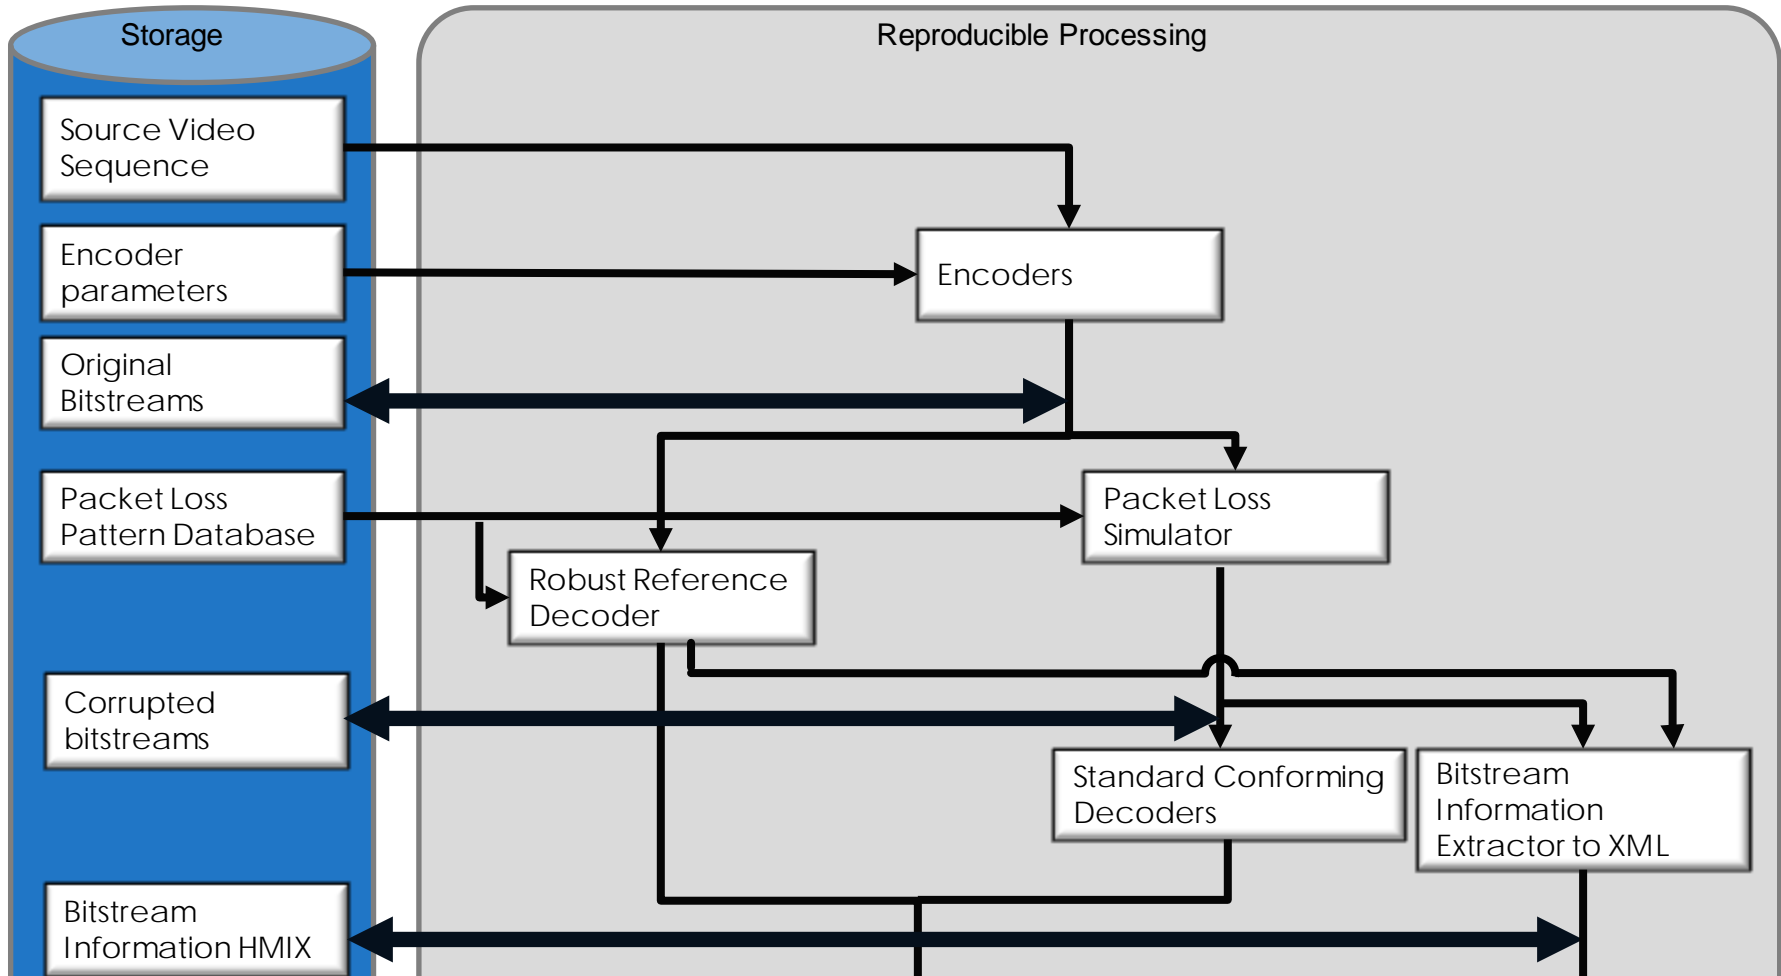 Storage
Reproducible Processing
Source Video
Sequence
Encoder
parameters
Encoders
Original
Bitstreams
Packet Loss
Pattern Database
Packet Loss
Simulator
Robust Reference
Decoder
Corrupted
bitstreams
Standard Conforming
Decoders
Bitstream
Information
Extractor to XML
Bitstream
Information HMIX